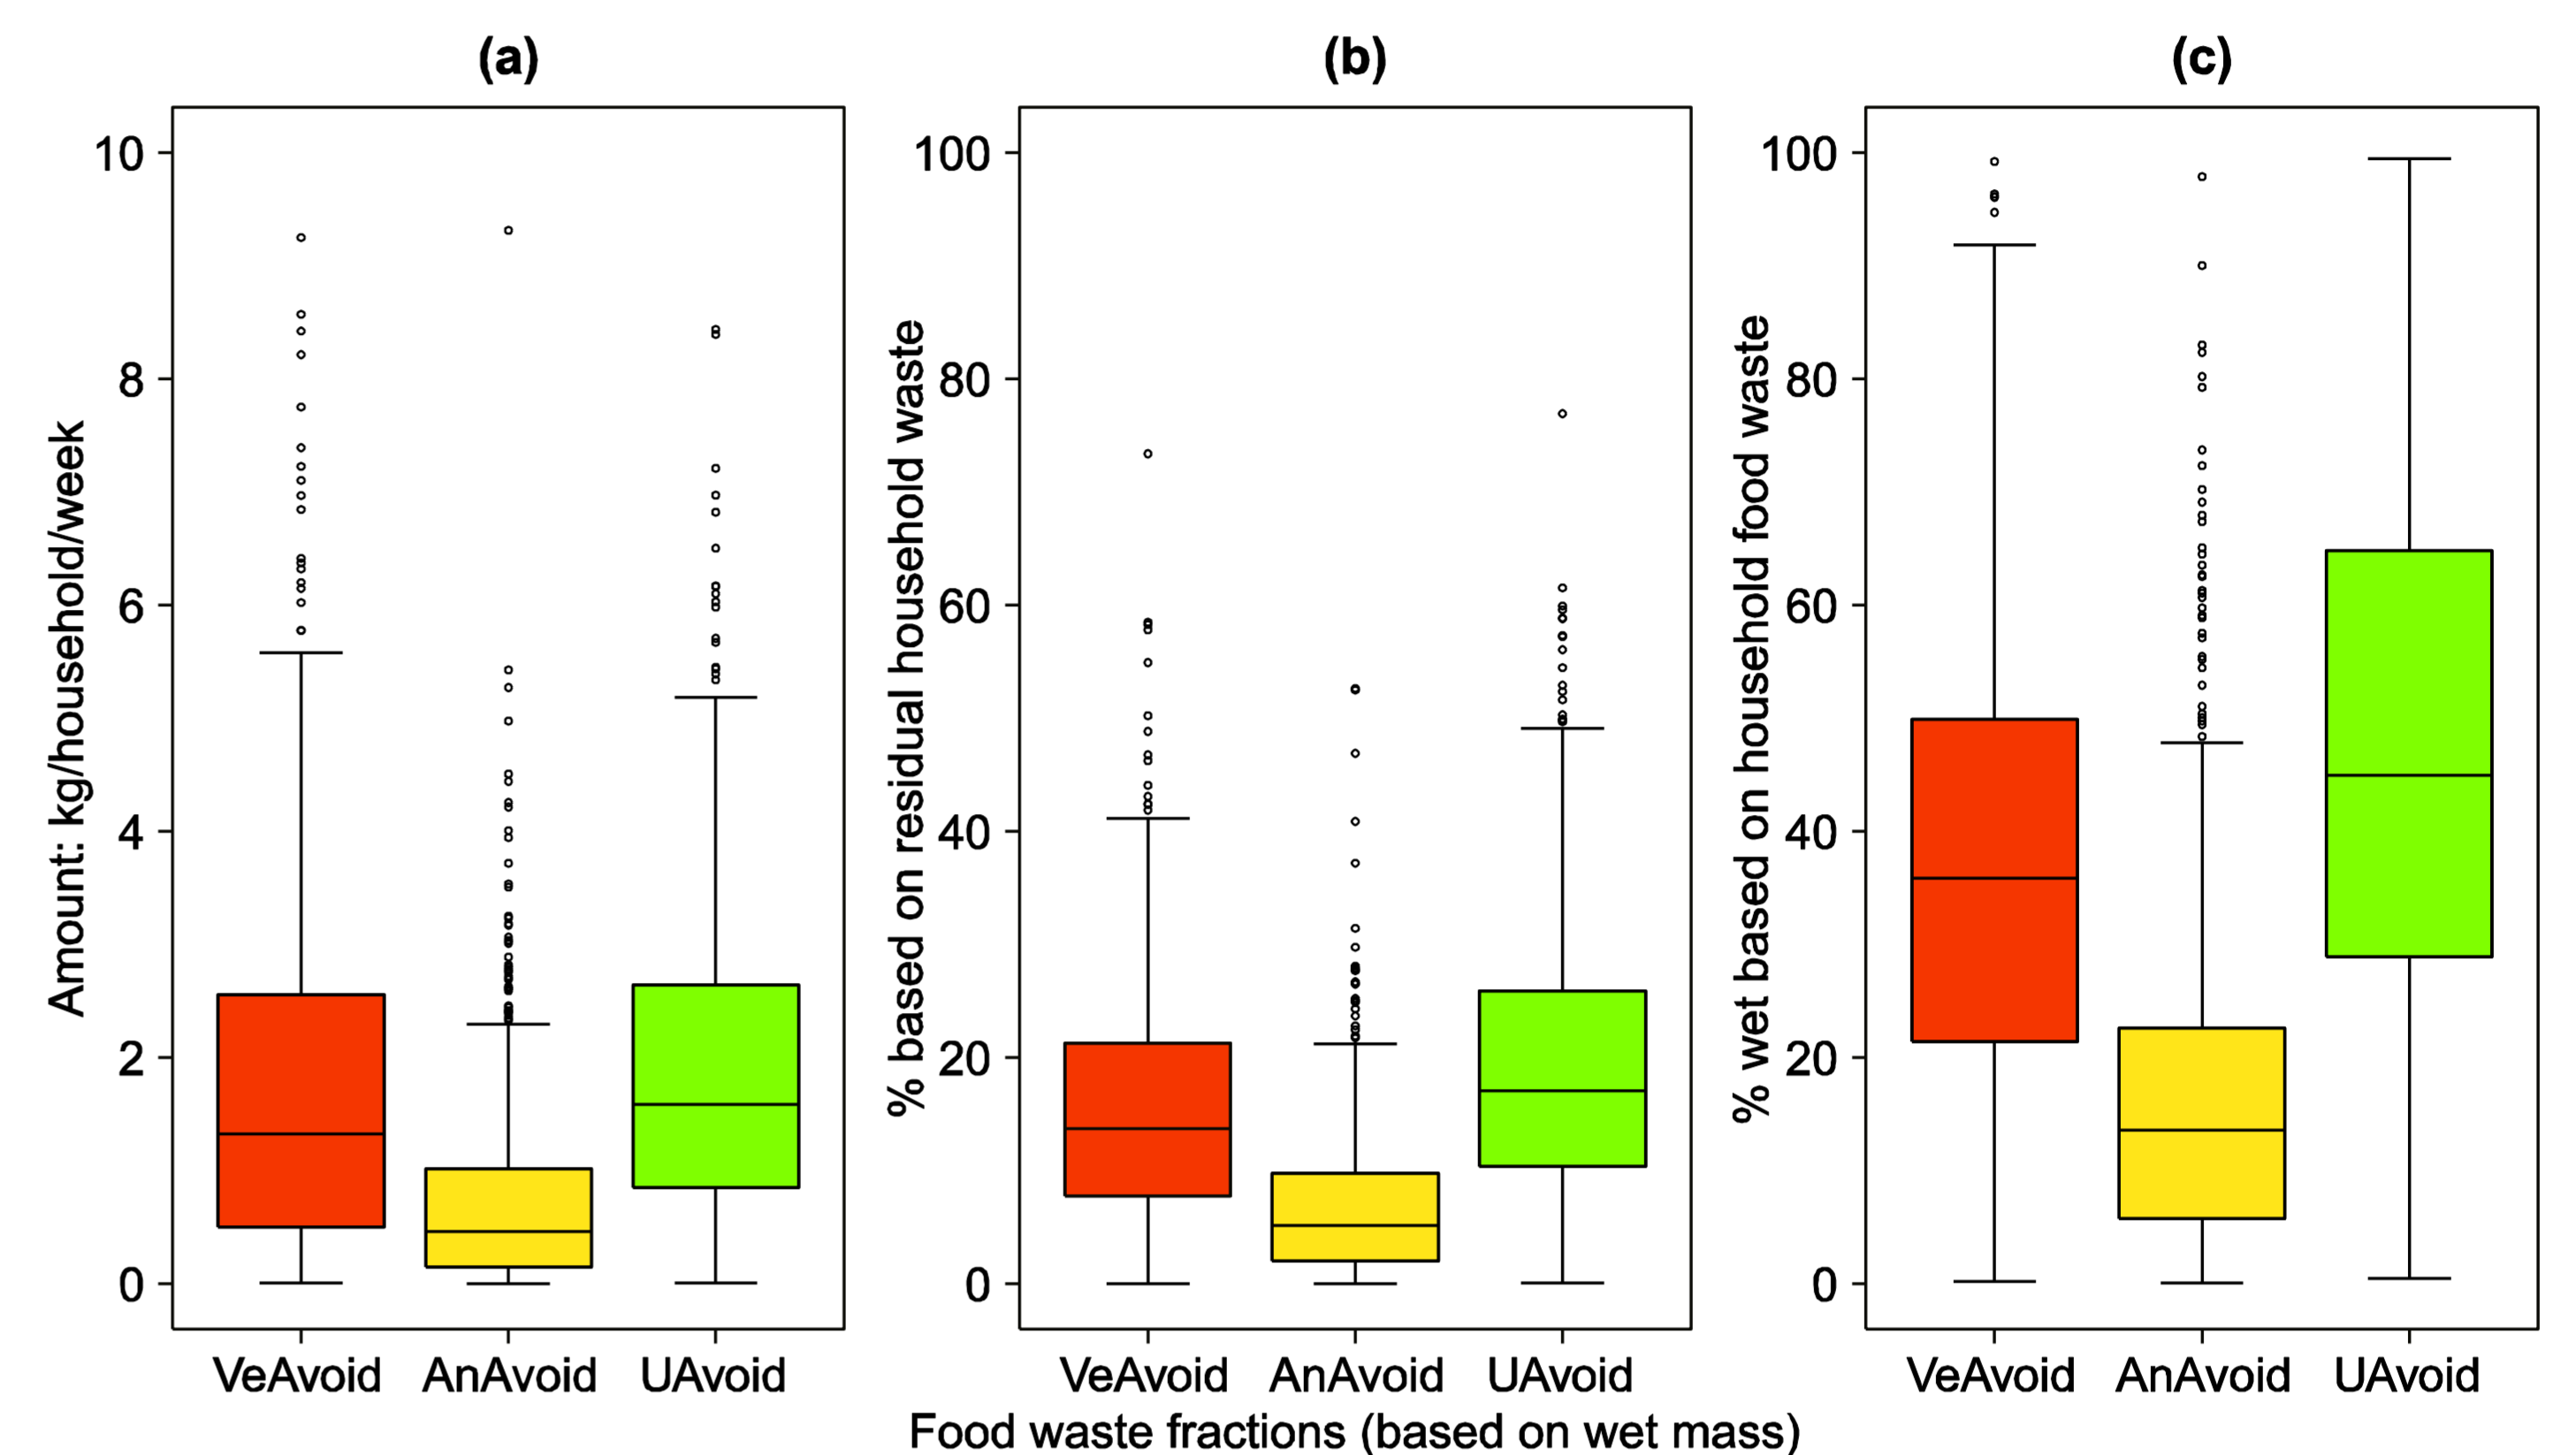 (a)
Amount: kg/household/week
10
8
6
4
2
0
VeAvoid AnAvoid UAvoid
(b)
% based on residual household waste
100
80
60
40
20
0
VeAvoid AnAvoid UAvoid
(c)
% wet based on household food waste
100
80
60
40
20
0
VeAvoid AnAvoid UAvoid
Food waste fractions (based on wet mass)